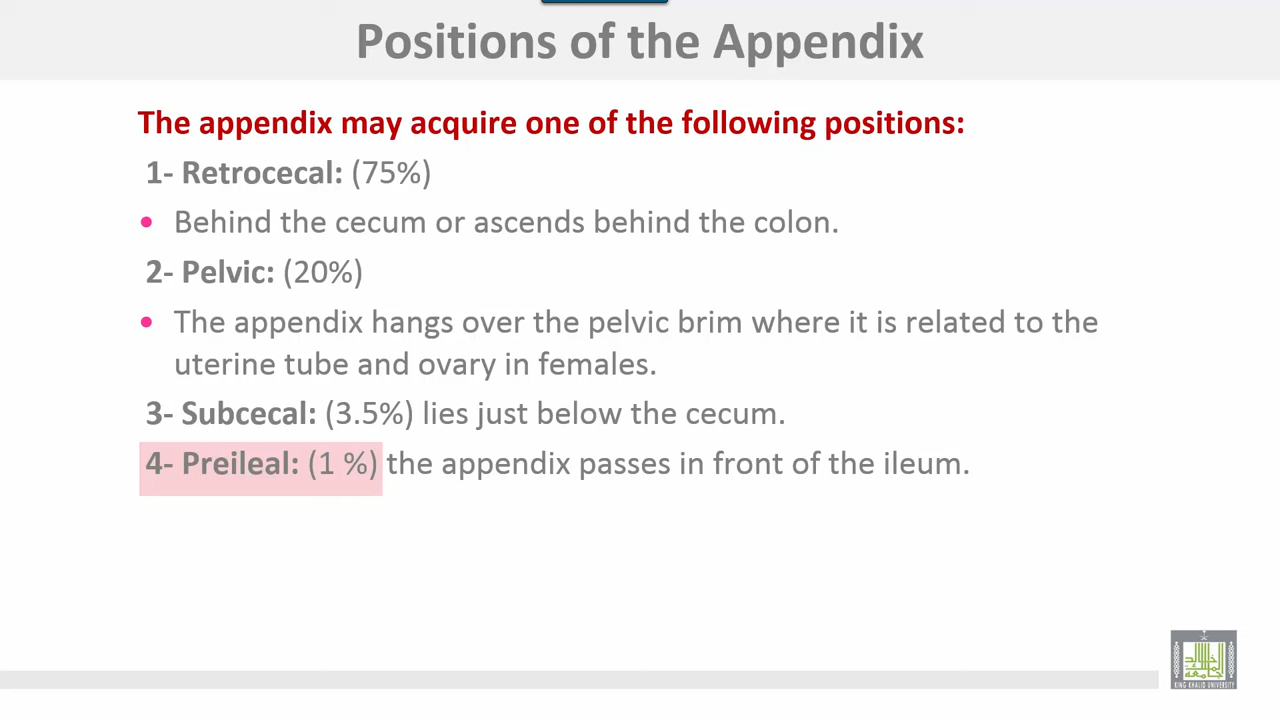 Positions of the Appendix
The appendix may acquire one of the following positions:
1- Retrocecal: (75%)
• Behind the cecum or ascends behind the colon.
2- Pelvic: (20%)
• The appendix hangs over the pelvic brim where it is related to the
uterine tube and ovary in females.
3- Subcecal: (3.5%) lies just below the cecum.
4- Preileal: (1 %) the appendix passes in front of the ileum.
KING KHALID UNIVERSITY